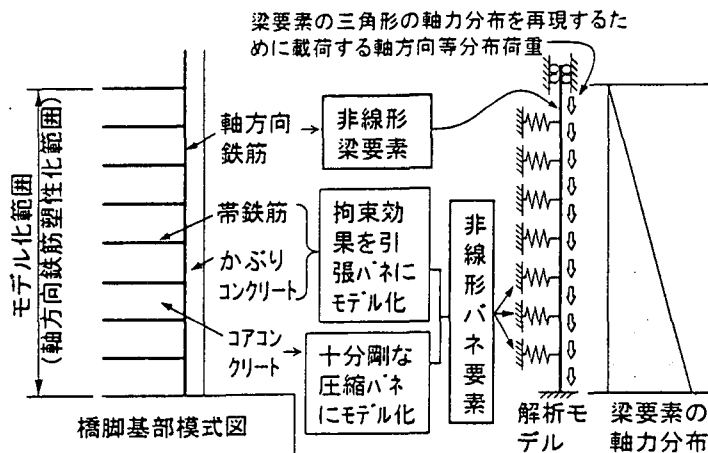 梁要素の三角形の軸力分布を再現するた
めに載荷する軸方向等分布荷重
モデル化範囲
(軸方向鉄筋塑性化範囲)
軸方向
鉄筋
非線形
梁要素
帯鉄筋
かぶり
コンクリート
拘束効
果を引
張バネに
モデル化
コアコン
クリート
十分剛な
圧縮バネ
にモデル化
非線形バネ要素
橋脚基部模式図
解析モ
デル
梁要素の
軸力分布